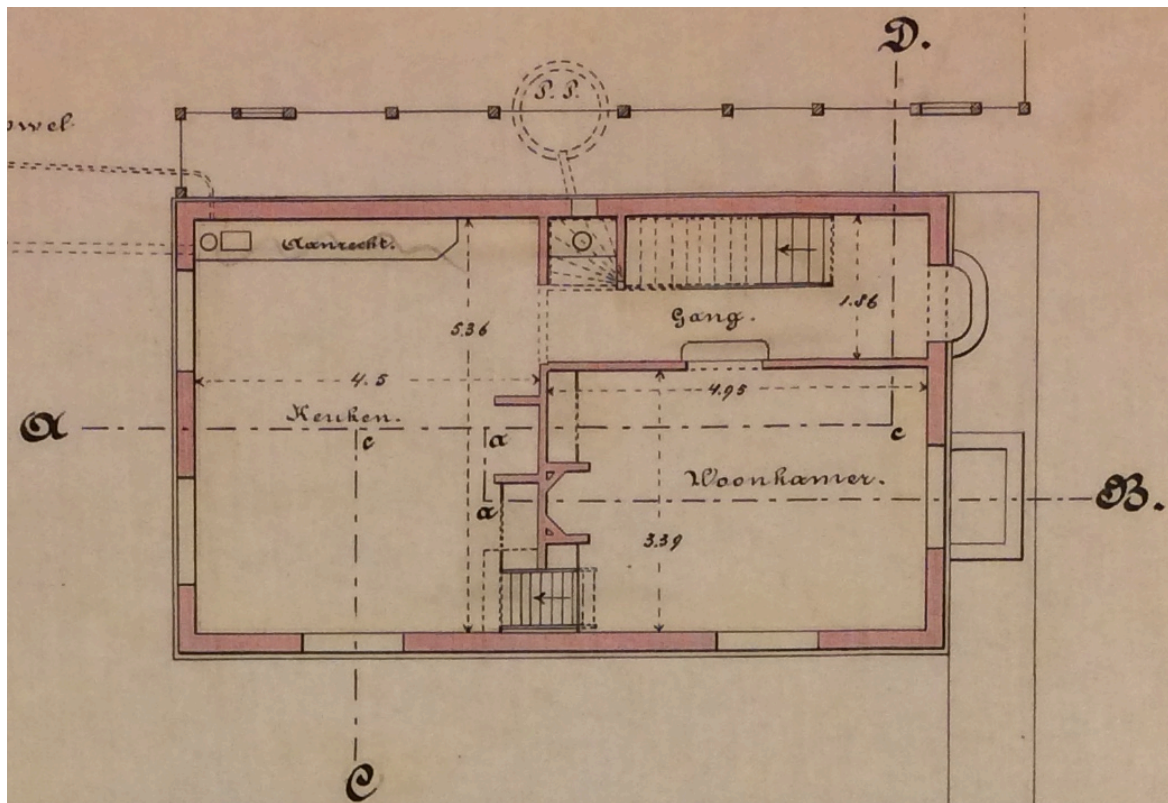 D.
P. P.
Aanrecht.
5.36
Gang.
1.86
4.5
4.95
Keuken.
A
c
a
c
Woonkamer.
a
B.
3.39
C